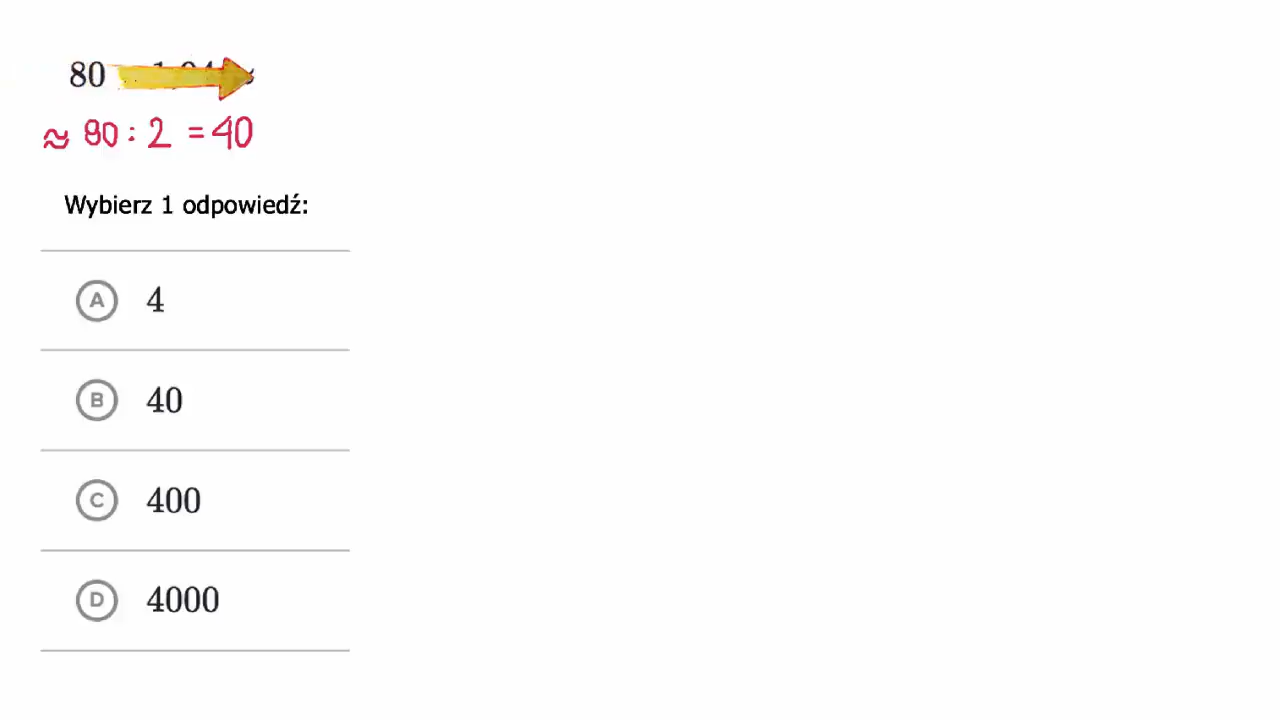 80
≈ 80 : 2 = 40
Wybierz 1 odpowiedź:
A 4
B 40
C 400
D 4000